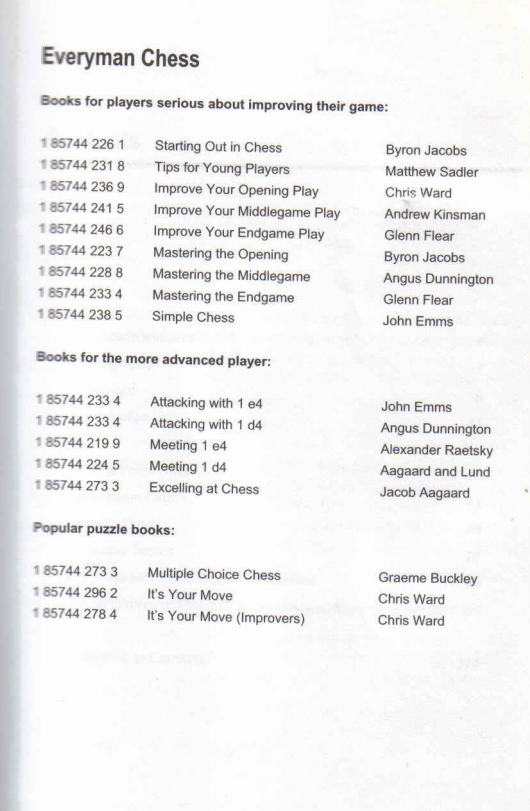 Everyman Chess
Books for players serious about improving their game:
1 85744 226 1 Starting Out in Chess Byron Jacobs
1 85744 231 8 Tips for Young Players Matthew Sadler
1 85744 236 9 Improve Your Opening Play Chris Ward
1 85744 241 5 Improve Your Middlegame Play Andrew Kinsman
1 85744 246 6 Improve Your Endgame Play Glenn Flear
1 85744 223 7 Mastering the Opening Byron Jacobs
1 85744 228 8 Mastering the Middlegame Angus Dunnington
1 85744 233 4 Mastering the Endgame Glenn Flear
1 85744 238 5 Simple Chess John Emms
Books for the more advanced player:
1 85744 233 4 Attacking with 1 e4 John Emms
1 85744 233 4 Attacking with 1 d4 Angus Dunnington
1 85744 219 9 Meeting 1 e4 Alexander Raetsky
1 85744 224 5 Meeting 1 d4 Aagaard and Lund
1 85744 273 3 Excelling at Chess Jacob Aagaard
Popular puzzle books:
1 85744 273 3 Multiple Choice Chess Graeme Buckley
1 85744 296 2 It's Your Move Chris Ward
1 85744 278 4 It's Your Move (Improvers) Chris Ward